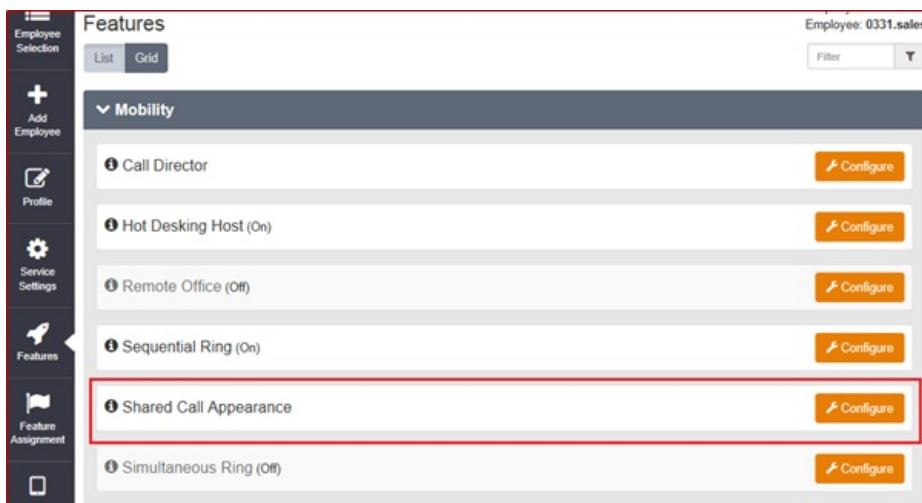 Employee
Selection
Add
Employee
Profile
Service
Settings
Features
Feature
Assignment
Features
Employee: 0331.sales
List Grid
Filter
Mobility
Call Director
Configure
Hot Desking Host (On)
Configure
Remote Office (Off)
Configure
Sequential Ring (On)
Configure
Shared Call Appearance
Configure
Simultaneous Ring (Off)
Configure